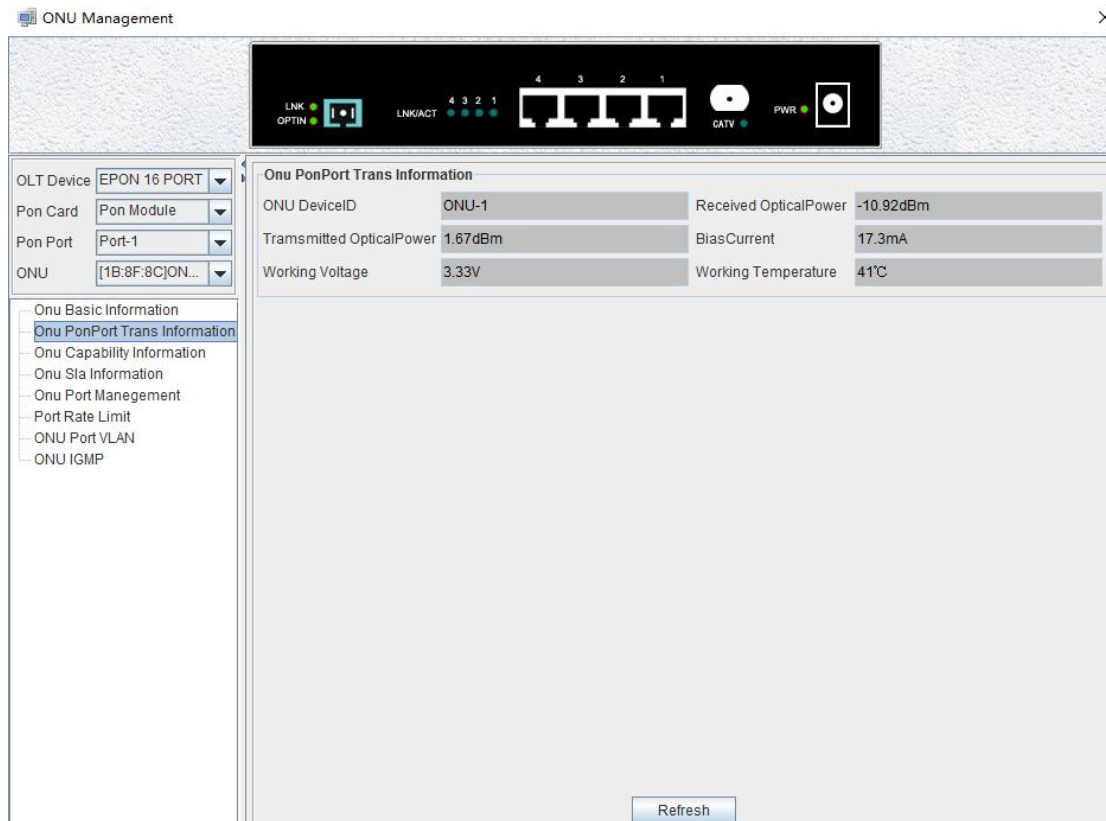 ONU Management
4 3 2 1
LNK
OPTIN
LNK/ACT
4 3 2 1
CATV
PWR
OLT Device EPON 16 PORT
Pon Card Pon Module
Pon Port Port-1
ONU [1B:8F:8C]ON...
Onu Basic Information
Onu PonPort Trans Information
Onu Capability Information
Onu Sla Information
Onu Port Manegement
Port Rate Limit
ONU Port VLAN
ONU IGMP
Onu PonPort Trans Information
ONU DeviceID ONU-1 Received OpticalPower -10.92dBm
Tramsmitted OpticalPower 1.67dBm BiasCurrent 17.3mA
Working Voltage 3.33V Working Temperature 41℃
Refresh